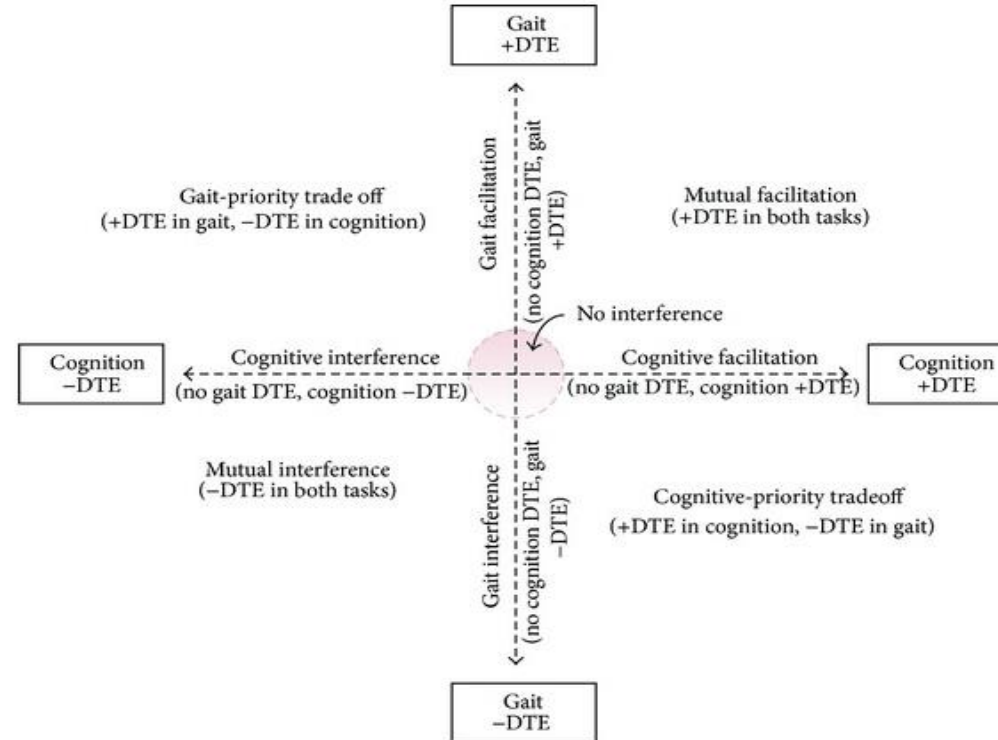 Gait
+DTE
Gait facilitation
(no cognition DTE, gait
+DTE)
Gait-priority trade off
(+DTE in gait, −DTE in cognition)
Mutual facilitation
(+DTE in both tasks)
No interference
Cognition
−DTE
Cognitive interference
(no gait DTE, cognition −DTE)
Cognitive facilitation
(no gait DTE, cognition +DTE)
Cognition
+DTE
Mutual interference
(−DTE in both tasks)
Gait interference
(no cognition DTE, gait
−DTE)
Cognitive-priority tradeoff
(+DTE in cognition, −DTE in gait)
Gait
−DTE